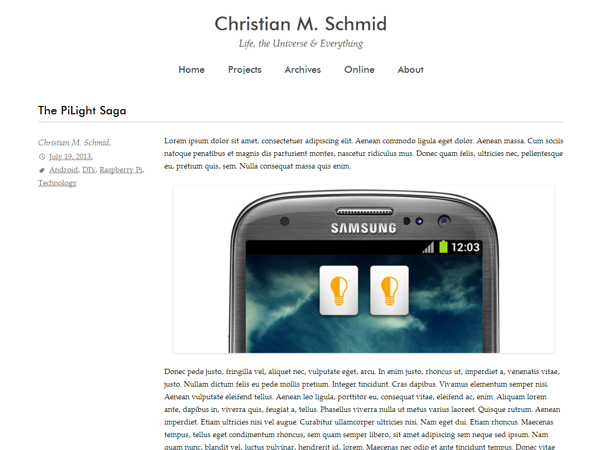 Christian M. Schmid
Life, the Universe & Everything
Home Projects Archives Online About
The PiLight Saga
Christian M. Schmid,
July 19, 2013,
Android, DIY, Raspberry Pi,
Technology
Lorem ipsum dolor sit amet, consectetuer adipiscing elit. Aenean commodo ligula eget dolor. Aenean massa. Cum sociis
natoque penatibus et magnis dis parturient montes, nascetur ridiculus mus. Donec quam felis, ultricies nec, pellentesque
eu, pretium quis, sem. Nulla consequat massa quis enim.
SAMSUNG
12:03
Donec pede justo, fringilla vel, aliquet nec, vulputate eget, arcu. In enim justo, rhoncus ut, imperdiet a, venenatis vitae,
justo. Nullam dictum felis eu pede mollis pretium. Integer tincidunt. Cras dapibus. Vivamus elementum semper nisi.
Aenean vulputate eleifend tellus. Aenean leo ligula, porttitor eu, consequat vitae, eleifend ac, enim. Aliquam lorem
ante, dapibus in, viverra quis, feugiat a, tellus. Phasellus viverra nulla ut metus varius laoreet. Quisque rutrum. Aenean
imperdiet. Etiam ultricies nisi vel augue. Curabitur ullamcorper ultricies nisi. Nam eget dui. Etiam rhoncus. Maecenas
tempus, tellus eget condimentum rhoncus, sem quam semper libero, sit amet adipiscing sem neque sed ipsum. Nam
quam nunc, blandit vel, luctus pulvinar, hendrerit id, lorem. Maecenas nec odio et ante tincidunt tempus. Donec vitae